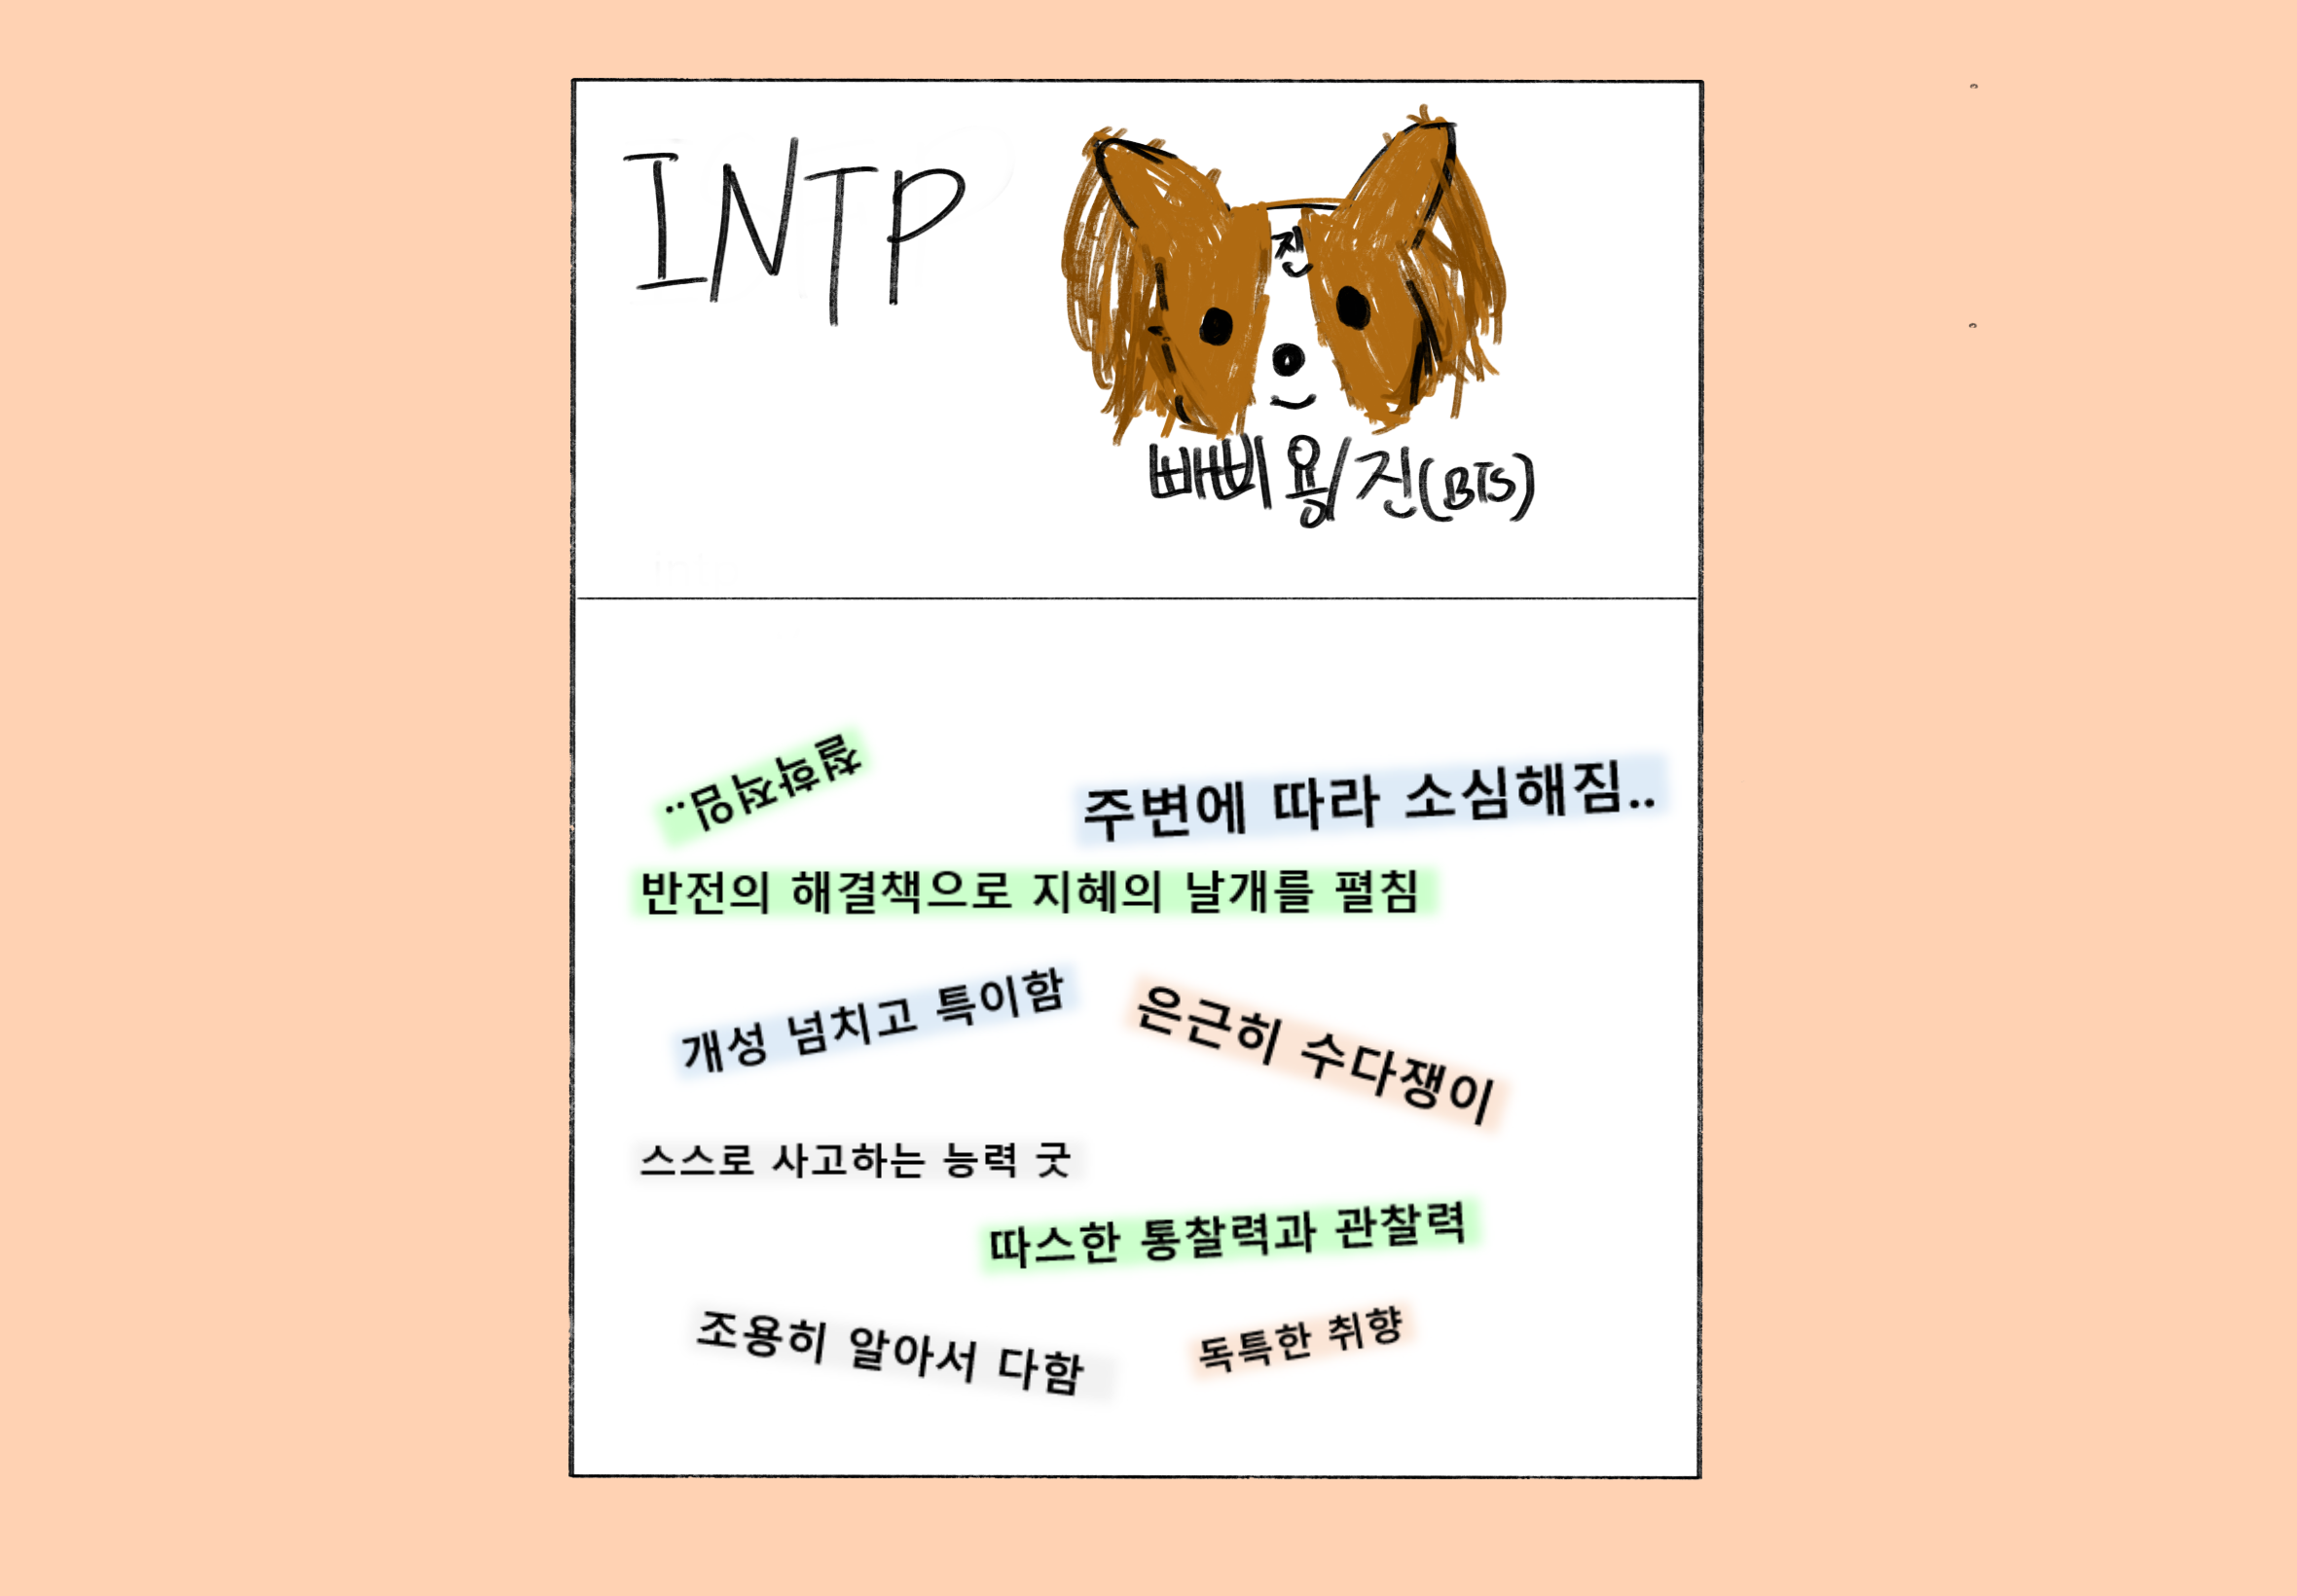 INTP
진
빠삐용/진(BTS)
철학적임..
주변에 따라 소심해짐..
반전의 해결책으로 지혜의 날개를 펼침
개성 넘치고 특이함
은근히 수다쟁이
스스로 사고하는 능력 굿
따스한 통찰력과 관찰력
조용히 알아서 다함
독특한 취향